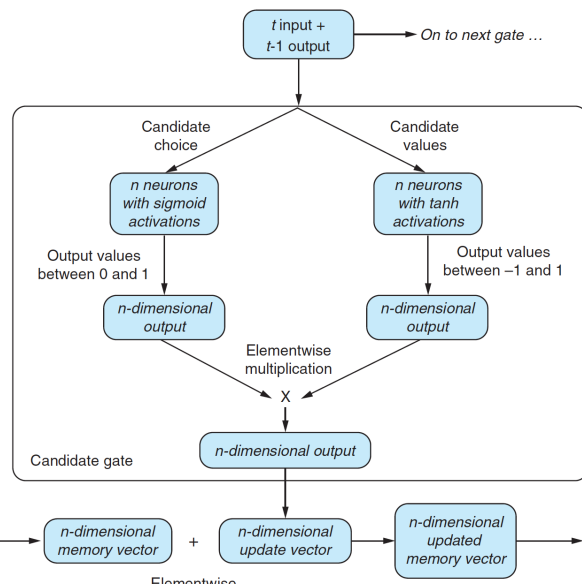 t input +
t-1 output
On to next gate …
Candidate
choice
Candidate
values
n neurons
with sigmoid
activations
n neurons
with tanh
activations
Output values
between 0 and 1
Output values
between –1 and 1
n-dimensional
output
n-dimensional
output
Elementwise
multiplication
X
n-dimensional output
Candidate gate
n-dimensional
memory vector
+
n-dimensional
update vector
n-dimensional
updated
memory vector
Elementwise